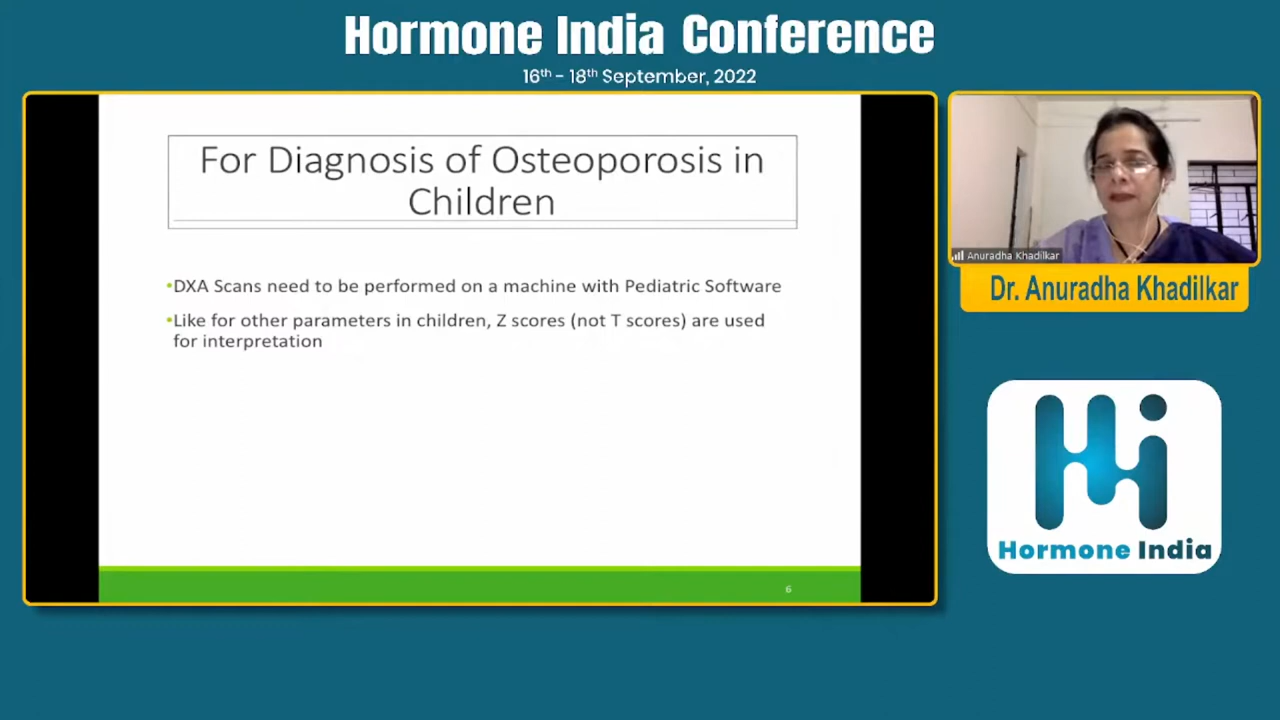 Hormone India Conference
16th - 18th September, 2022
For Diagnosis of Osteoporosis in
Children
•DXA Scans need to be performed on a machine with Pediatric Software
•Like for other parameters in children, Z scores (not T scores) are used
for interpretation
6
Anuradha Khadilkar
Dr. Anuradha Khadilkar
Hi
Hormone India